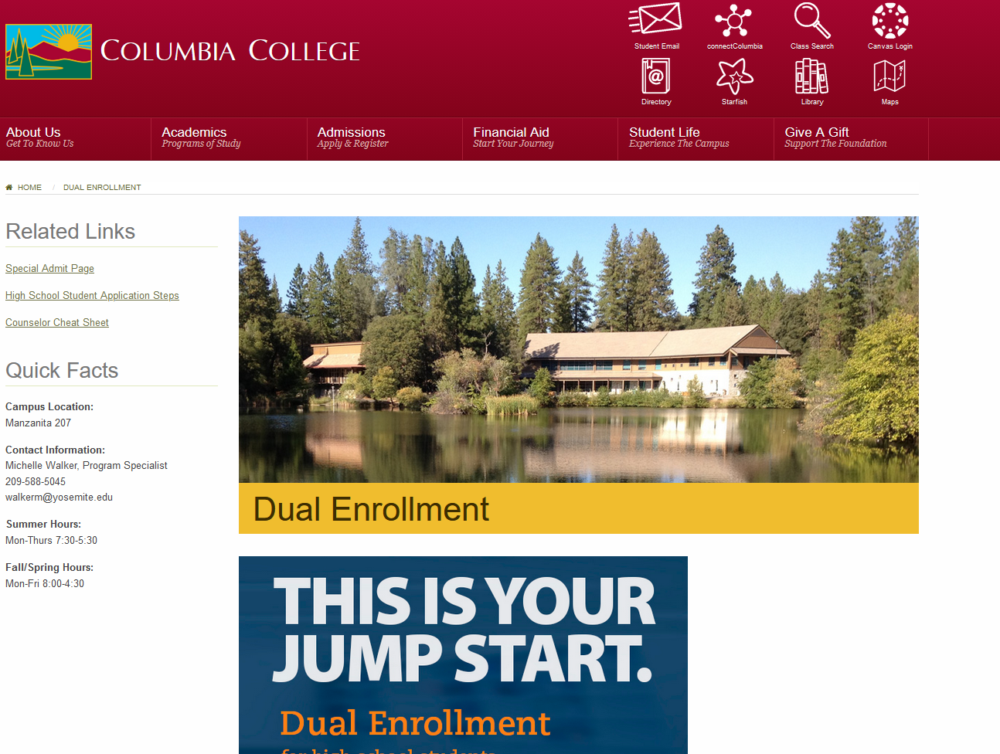 COLUMBIA COLLEGE
Student Email
connectColumbia
Class Search
Canvas Login
Directory
Starfish
Library
Maps
About Us
Get To Know Us
Academics
Programs of Study
Admissions
Apply & Register
Financial Aid
Start Your Journey
Student Life
Experience The Campus
Give A Gift
Support The Foundation
HOME / DUAL ENROLLMENT
Related Links
Special Admit Page
High School Student Application Steps
Counselor Cheat Sheet
Quick Facts
Campus Location:
Manzanita 207
Contact Information:
Michelle Walker, Program Specialist
209-588-5045
walkerm@yosemite.edu
Summer Hours:
Mon-Thurs 7:30-5:30
Fall/Spring Hours:
Mon-Fri 8:00-4:30
Dual Enrollment
THIS IS YOUR
JUMP START.
Dual Enrollment
for high school students